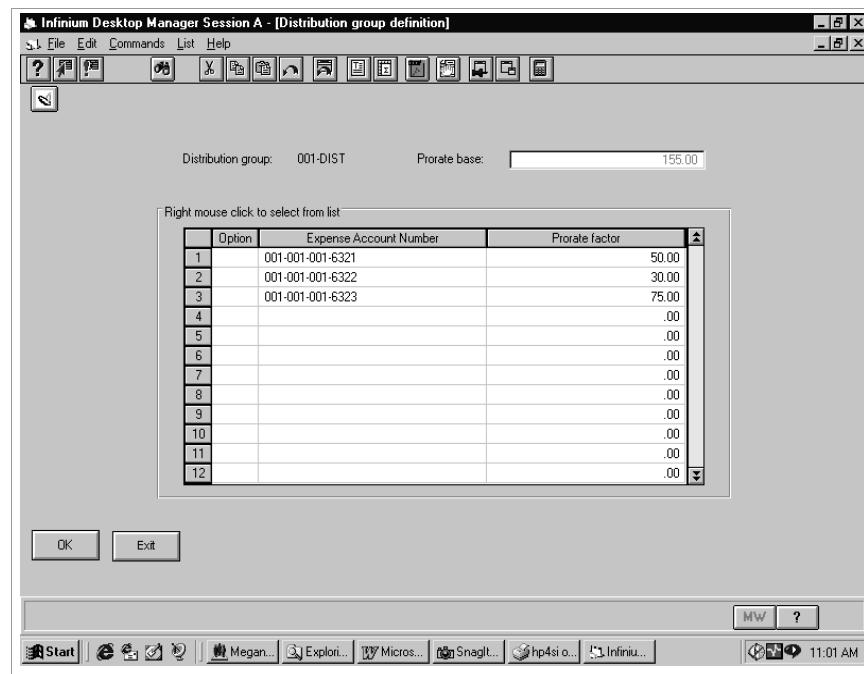 Infinium Desktop Manager Session A - [Distribution group definition]
File Edit Commands List Help
Distribution group: 001-DIST Prorate base: 155.00
Right mouse click to select from list
Option Expense Account Number Prorate factor
1 001-001-001-6321 50.00
2 001-001-001-6322 30.00
3 001-001-001-6323 75.00
4 .00
5 .00
6 .00
7 .00
8 .00
9 .00
10 .00
11 .00
12 .00
OK Exit
MW ?
Start Megan... Explori... Micros... SnagIt... hp4si o... Infiniu... 11:01 AM